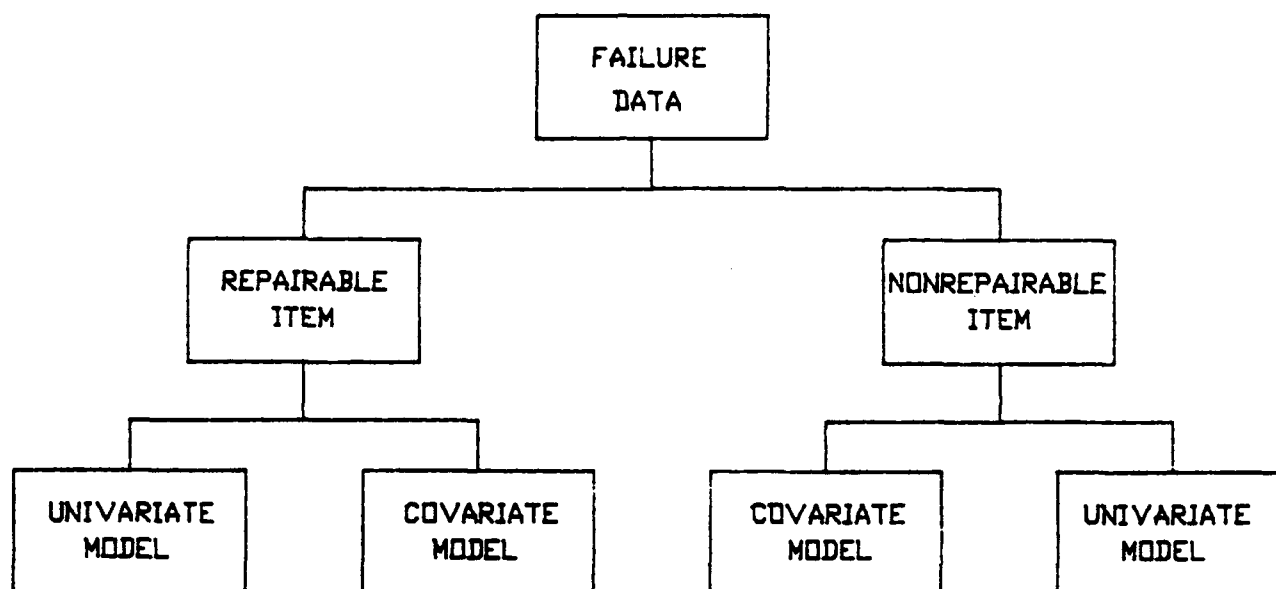 FAILURE
DATA
REPAIRABLE
ITEM
NONREPAIRABLE
ITEM
UNIVARIATE
MODEL
COVARIATE
MODEL
COVARIATE
MODEL
UNIVARIATE
MODEL